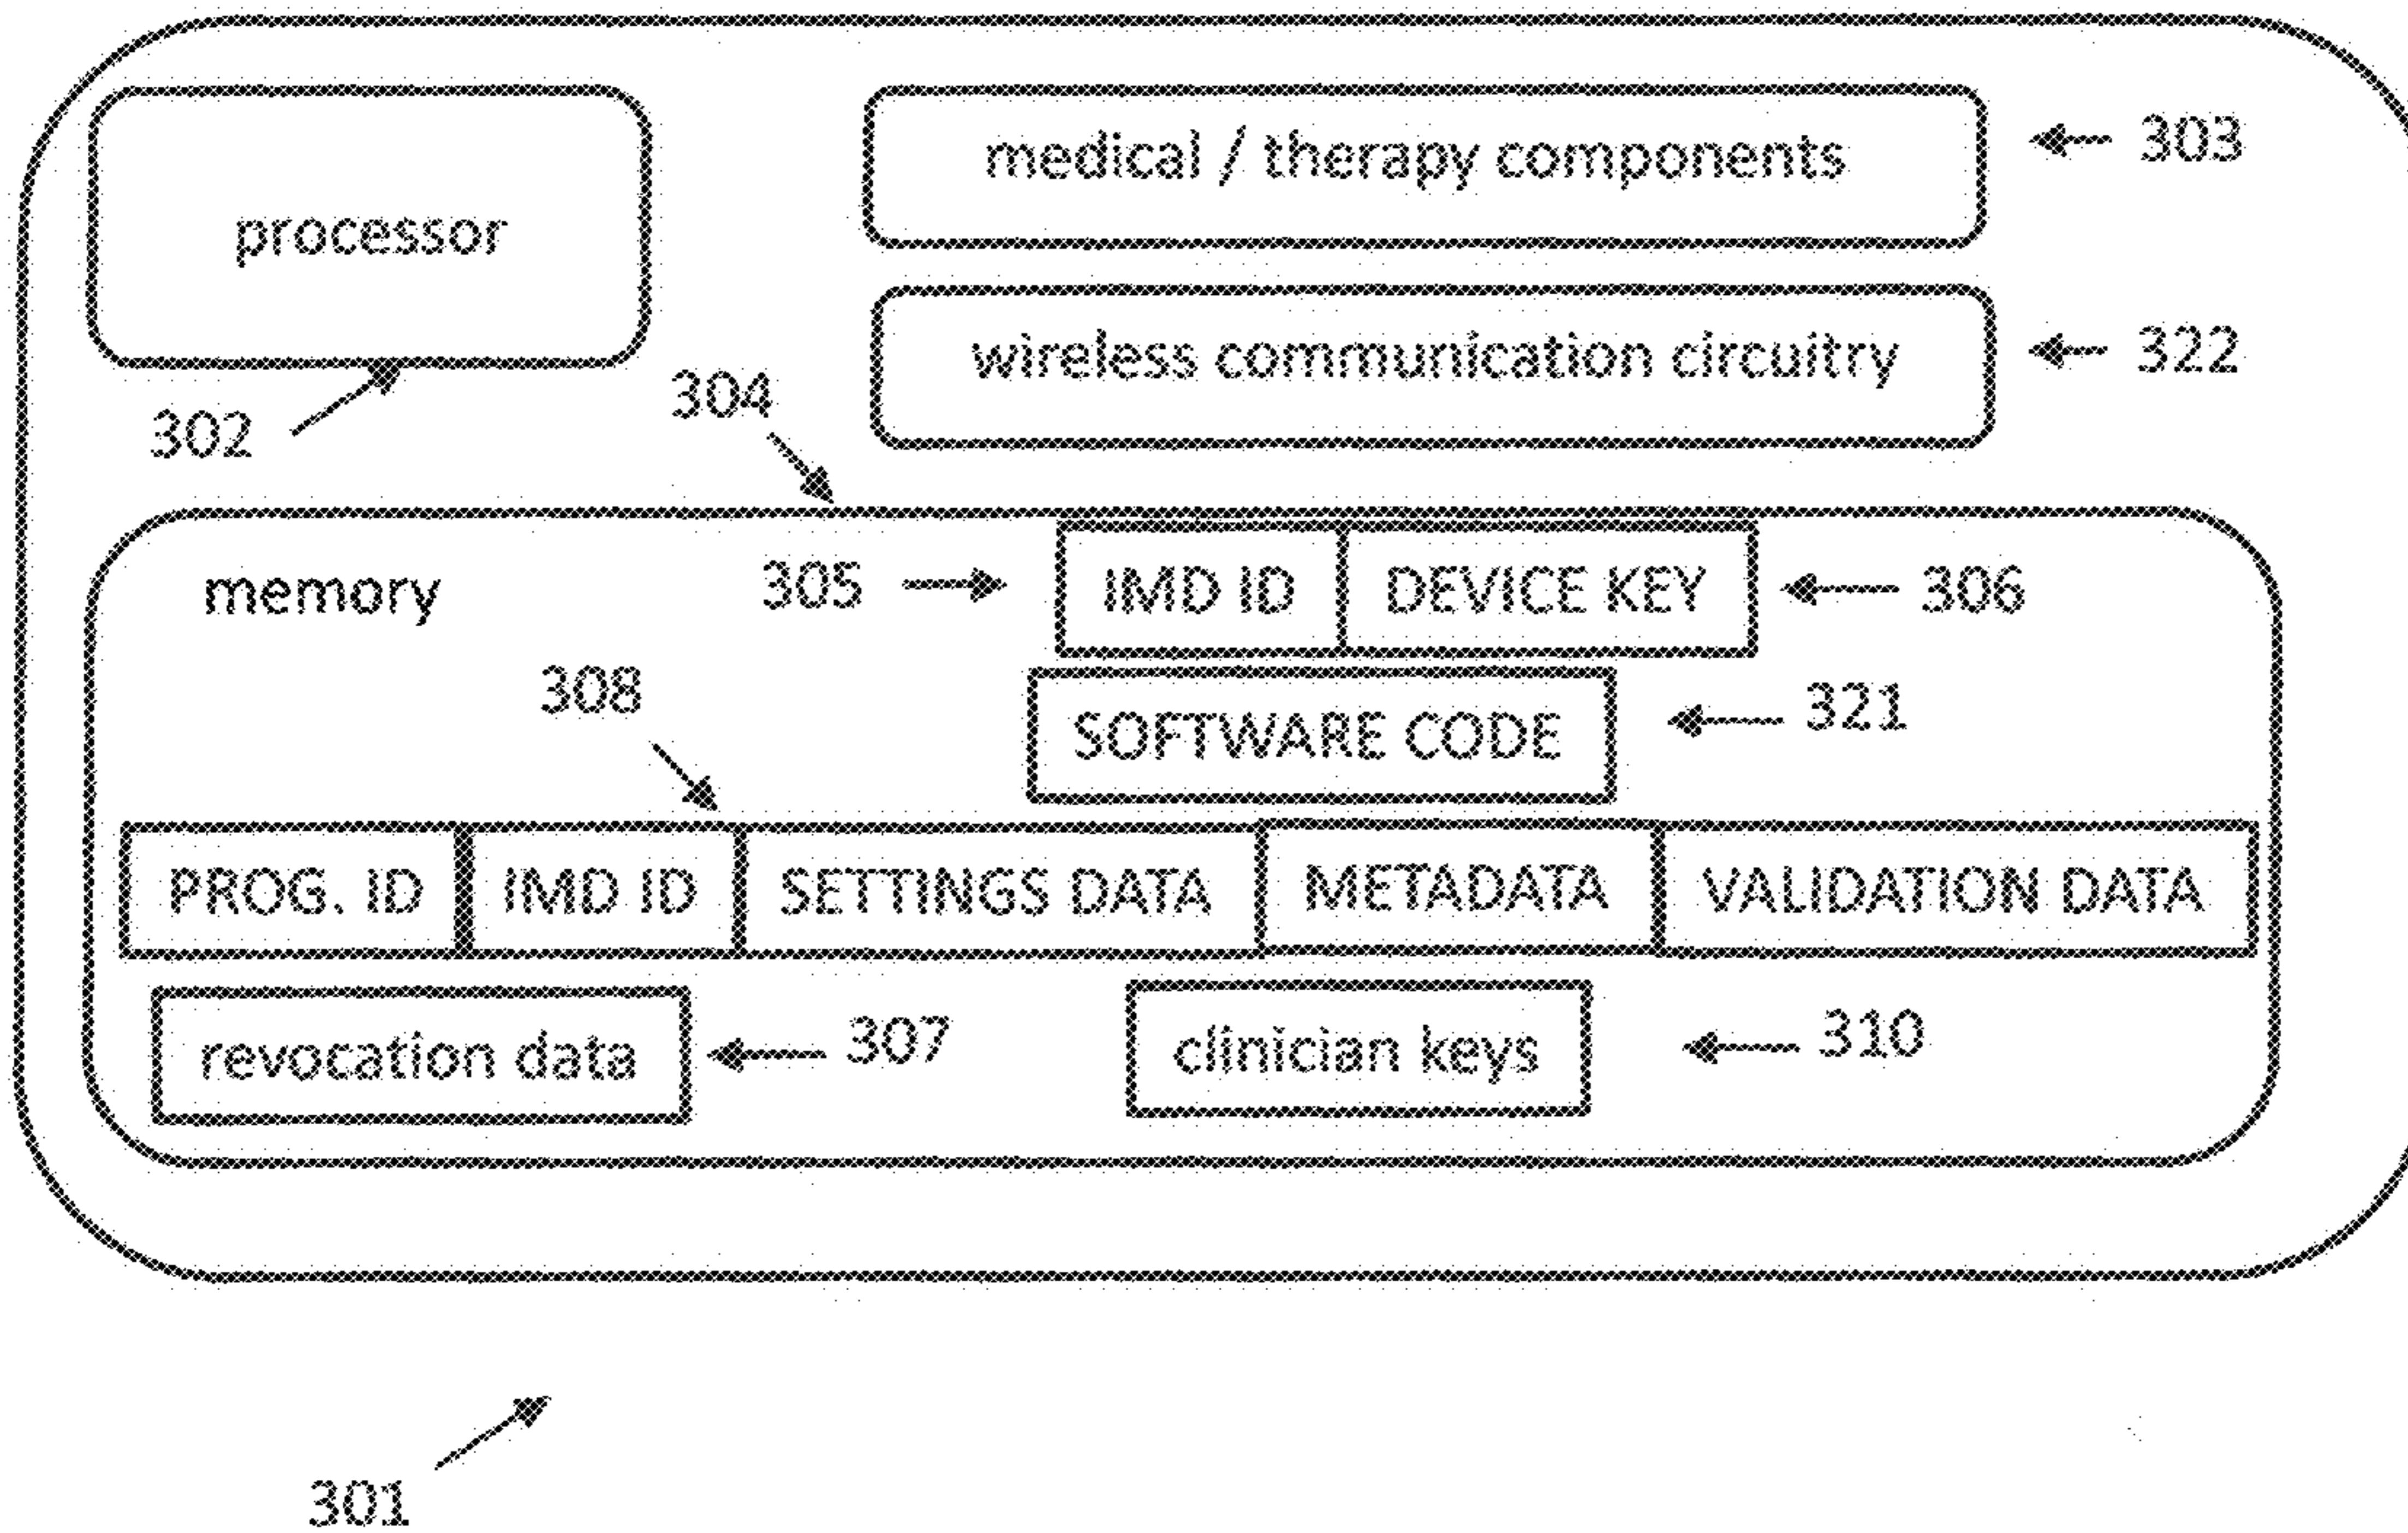 medical / therapy components
303
processor
wireless communication circuitry
322
304
302
memory
305
IMD ID
DEVICE KEY
306
308
SOFTWARE CODE
321
PROG. ID
IMD ID
SETTINGS DATA
METADATA
VALIDATION DATA
revocation data
307
clinician keys
310
301